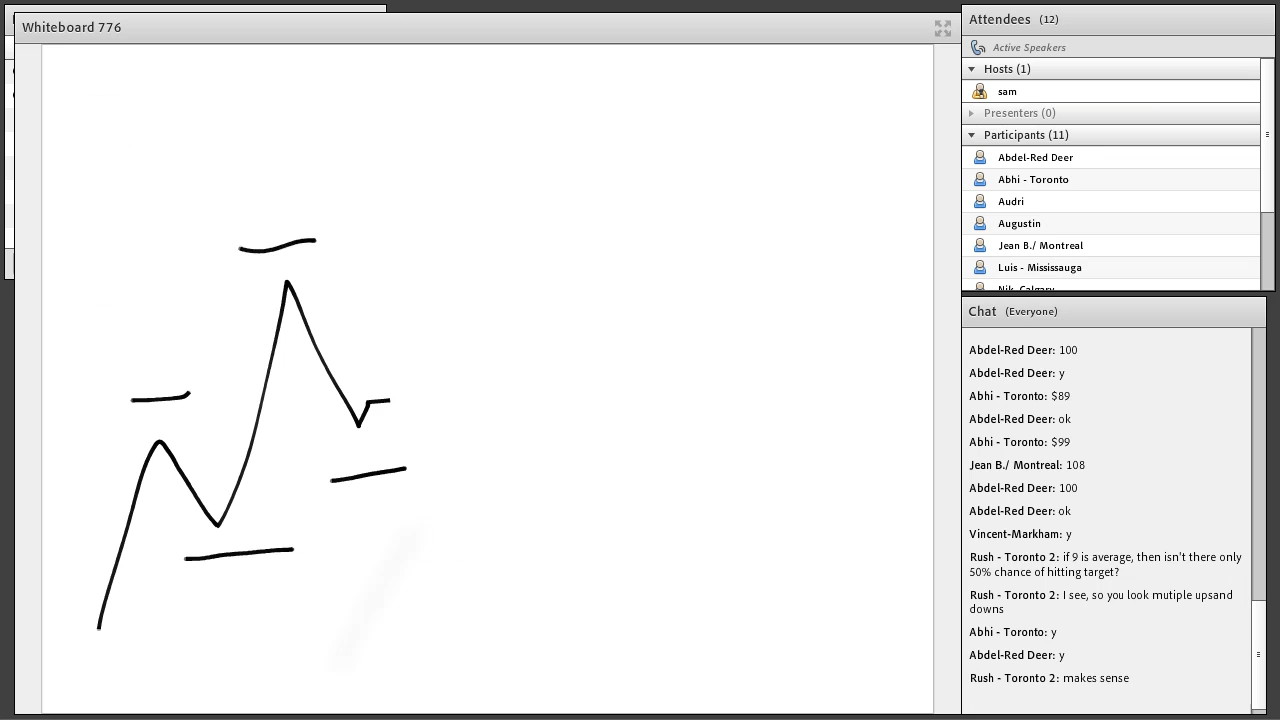 Whiteboard 776
Attendees (12)
Active Speakers
Hosts (1)
sam
Presenters (0)
Participants (11)
Abdel-Red Deer
Abhi - Toronto
Audri
Augustin
Jean B./ Montreal
Luis - Mississauga
Nik-Calgary
Chat (Everyone)
Abdel-Red Deer: 100
Abdel-Red Deer: y
Abhi - Toronto: $89
Abdel-Red Deer: ok
Abhi - Toronto: $99
Jean B./ Montreal: 108
Abdel-Red Deer: 100
Abdel-Red Deer: ok
Vincent-Markham: y
Rush - Toronto 2: if 9 is average, then isn't there only
50% chance of hitting target?
Rush - Toronto 2: I see, so you look mutiple upsand
downs
Abhi - Toronto: y
Abdel-Red Deer: y
Rush - Toronto 2: makes sense